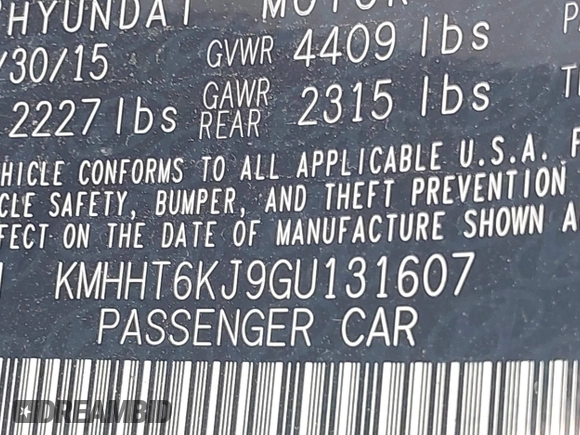 HYUNDAI MOTOR
/30/15 GVWR 4409 lbs
2227 lbs GAWR REAR 2315 lbs
HICLE CONFORMS TO ALL APPLICABLE U.S.A. F
CLE SAFETY, BUMPER, AND THEFT PREVENTION
FECT ON THE DATE OF MANUFACTURE SHOWN A
KMHHT6KJ9GU131607
PASSENGER CAR
DREAMBID